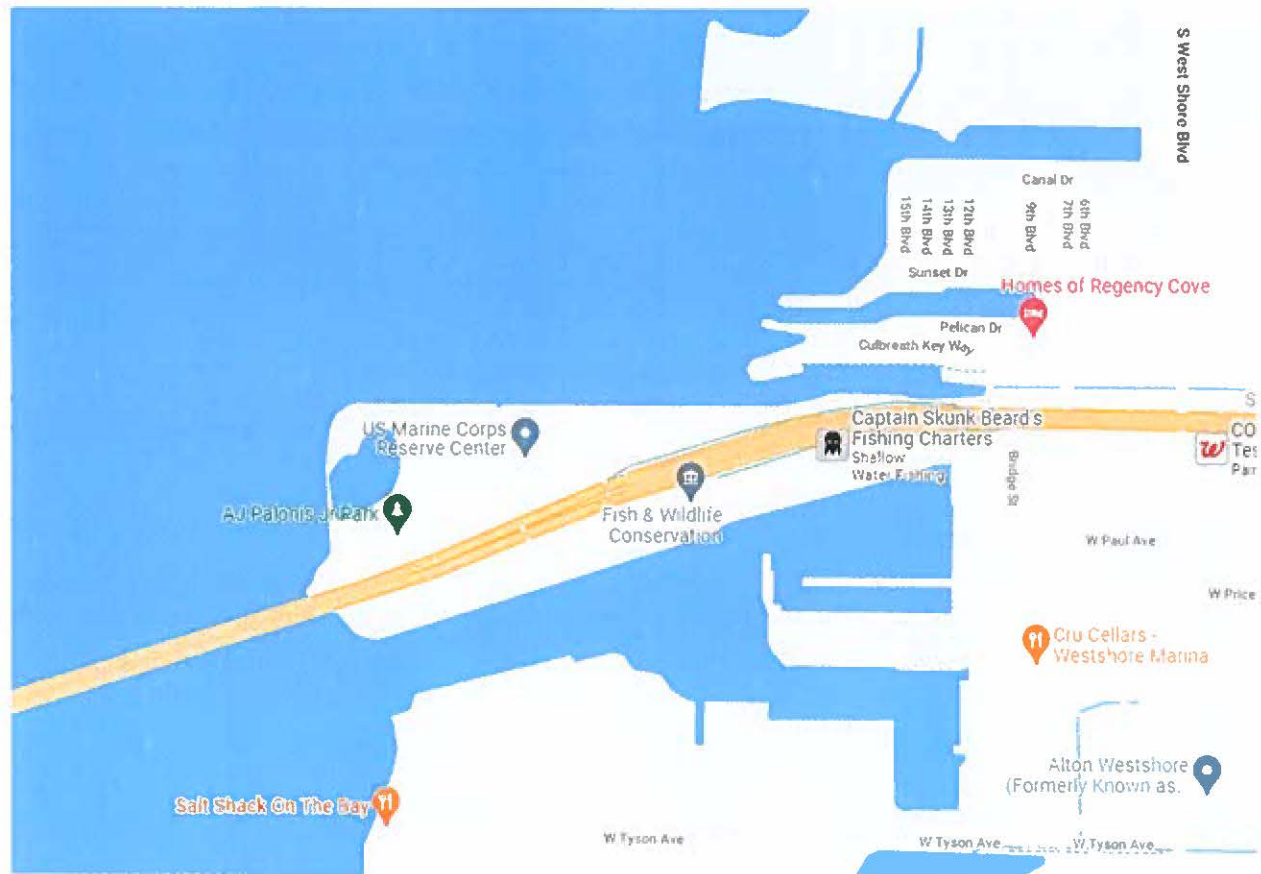 S West Shore Blvd
Canal Dr
15th Blvd
14th Blvd
13th Blvd
12th Blvd
9th Blvd
7th Blvd
6th Blvd
Sunset Dr
Homes of Regency Cove
Pelican Dr
Culbreath Key Way
S
US Marine Corps
Reserve Center
Captain Skunk Beard's
Fishing Charters
Shallow
Water Fishing
CO
Tes
Bridge St
AJ Palonis Jr Park
Fish & Wildlife
Conservation
W Paul Ave
W Price
Cru Cellars -
Westshore Marina
Alton Westshore
(Formerly Known as.
Salt Shack On The Bay
W Tyson Ave
W Tyson Ave
W Tyson Ave